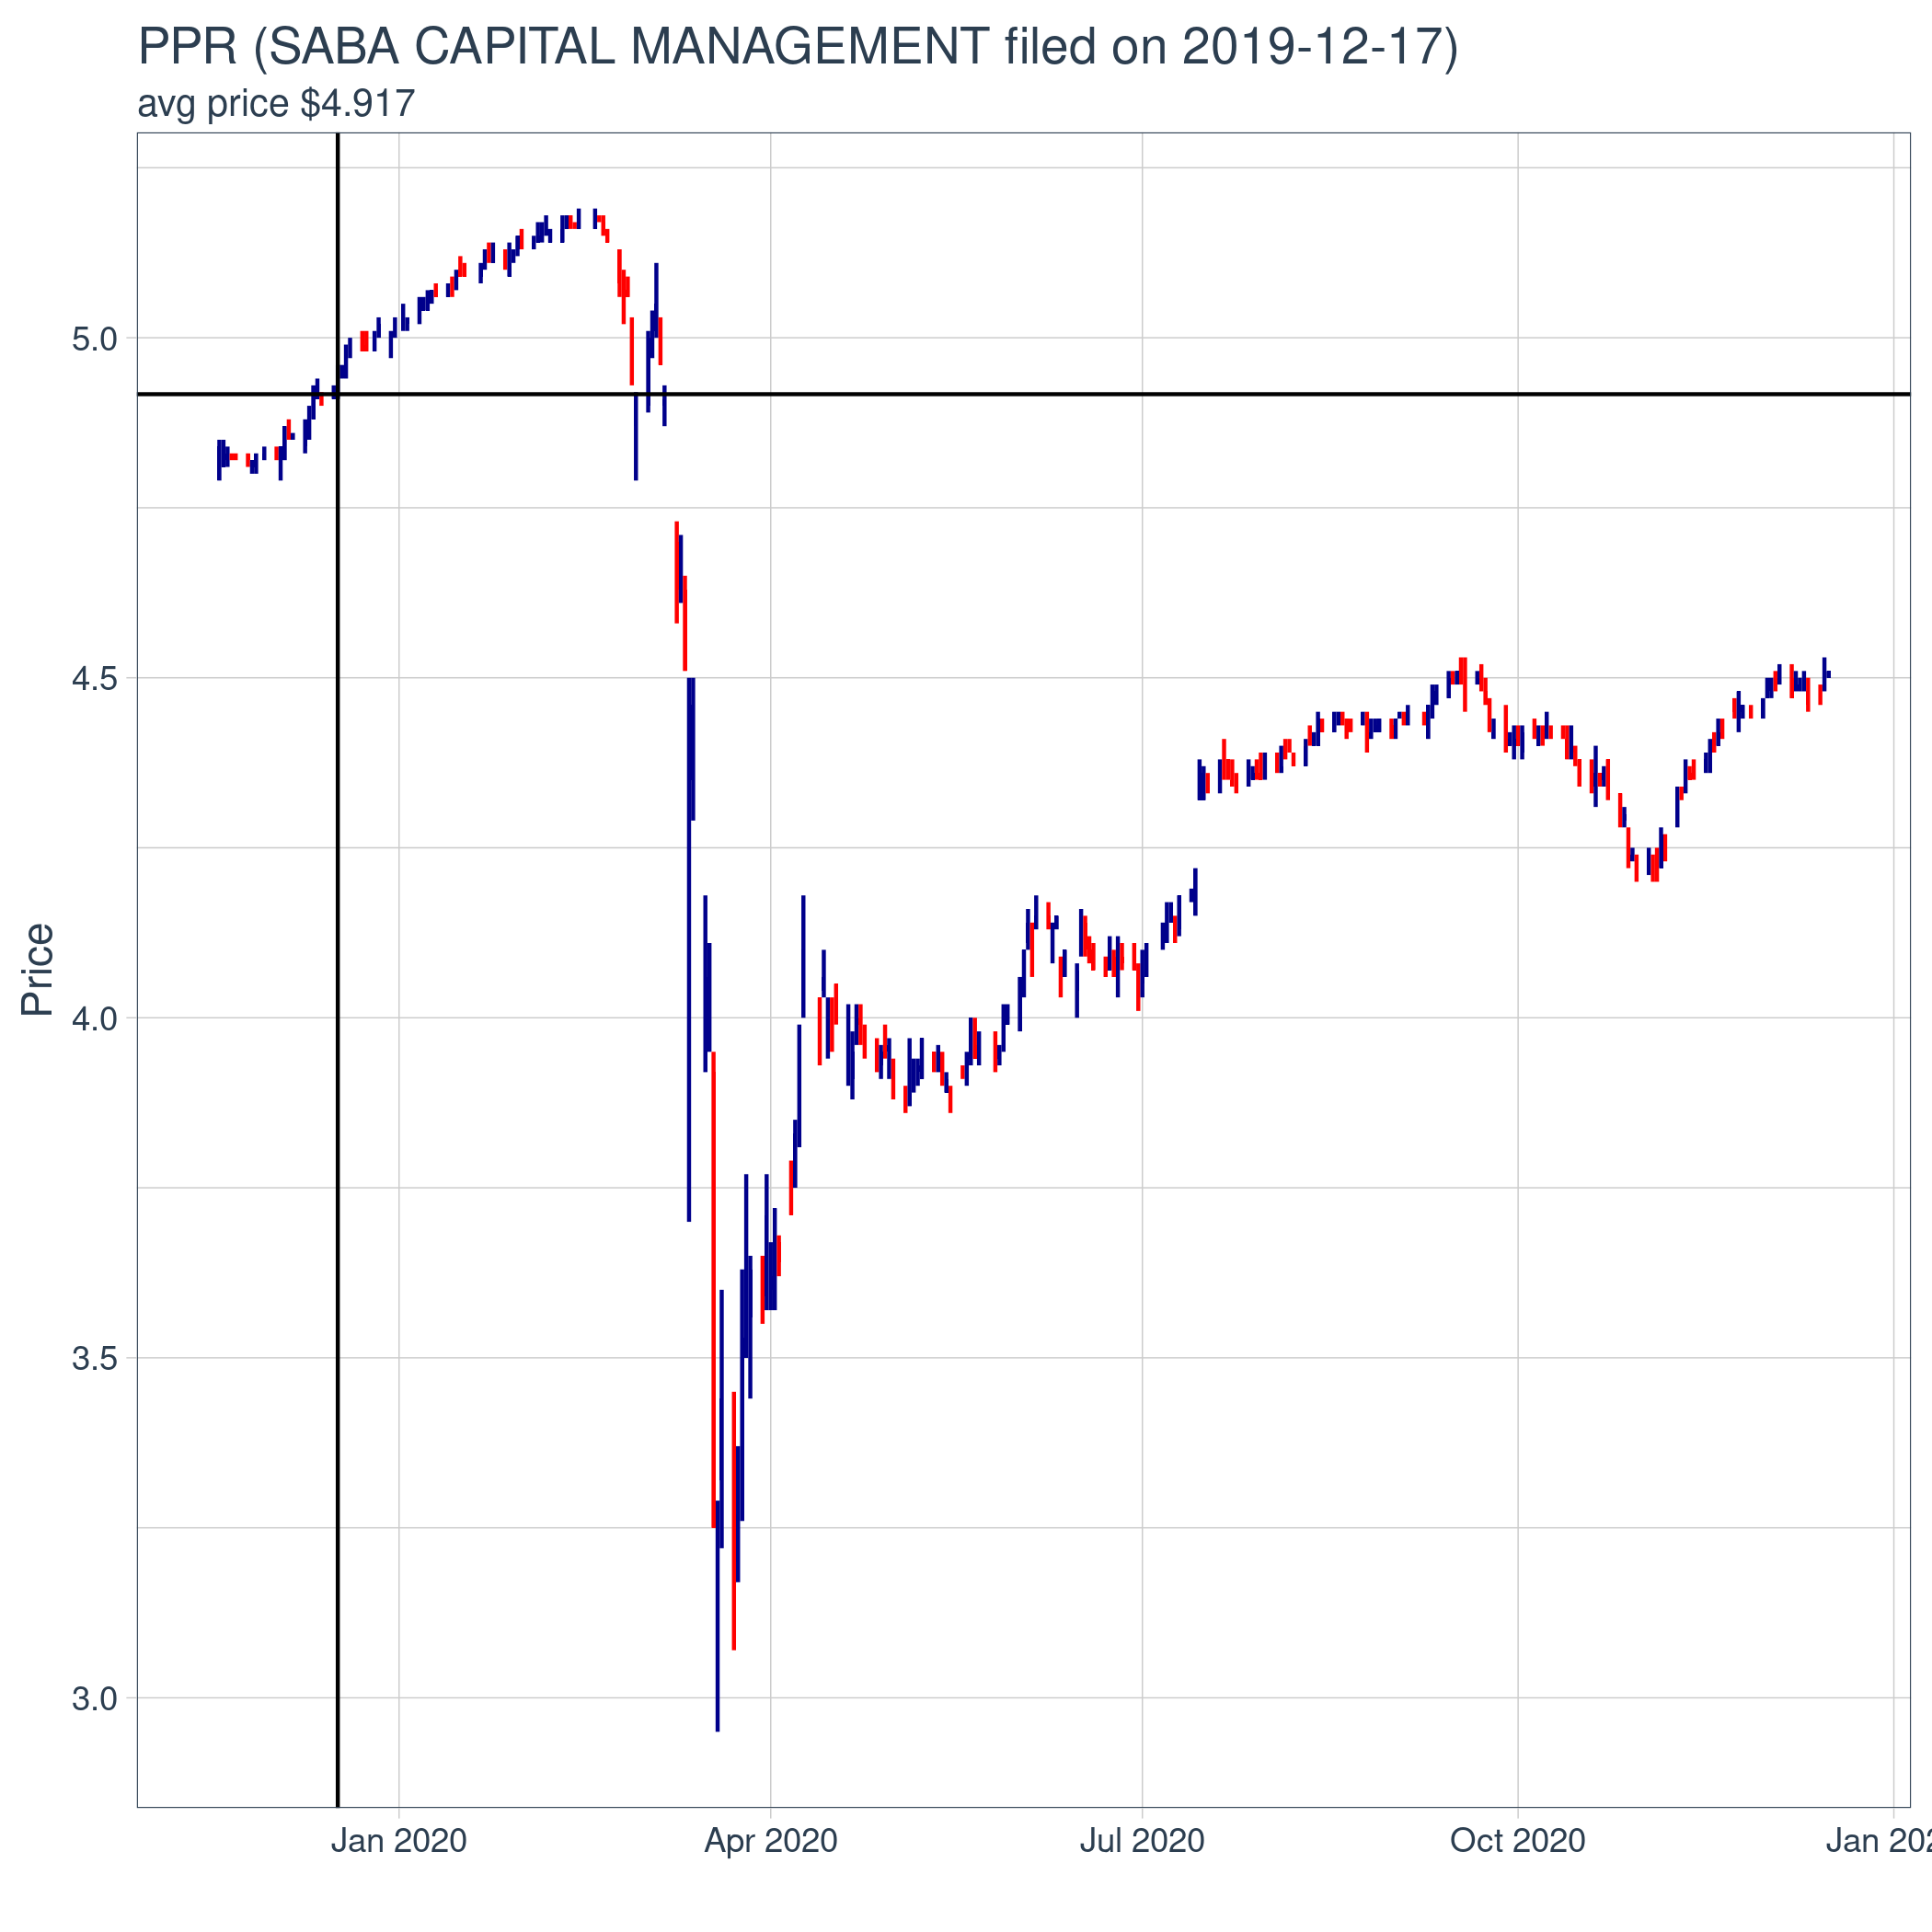 PPR (SABA CAPITAL MANAGEMENT filed on 2019-12-17)
avg price $4.917
5.0
4.5
4.0
3.5
3.0
Price
Jan 2020 Apr 2020 Jul 2020 Oct 2020 Jan